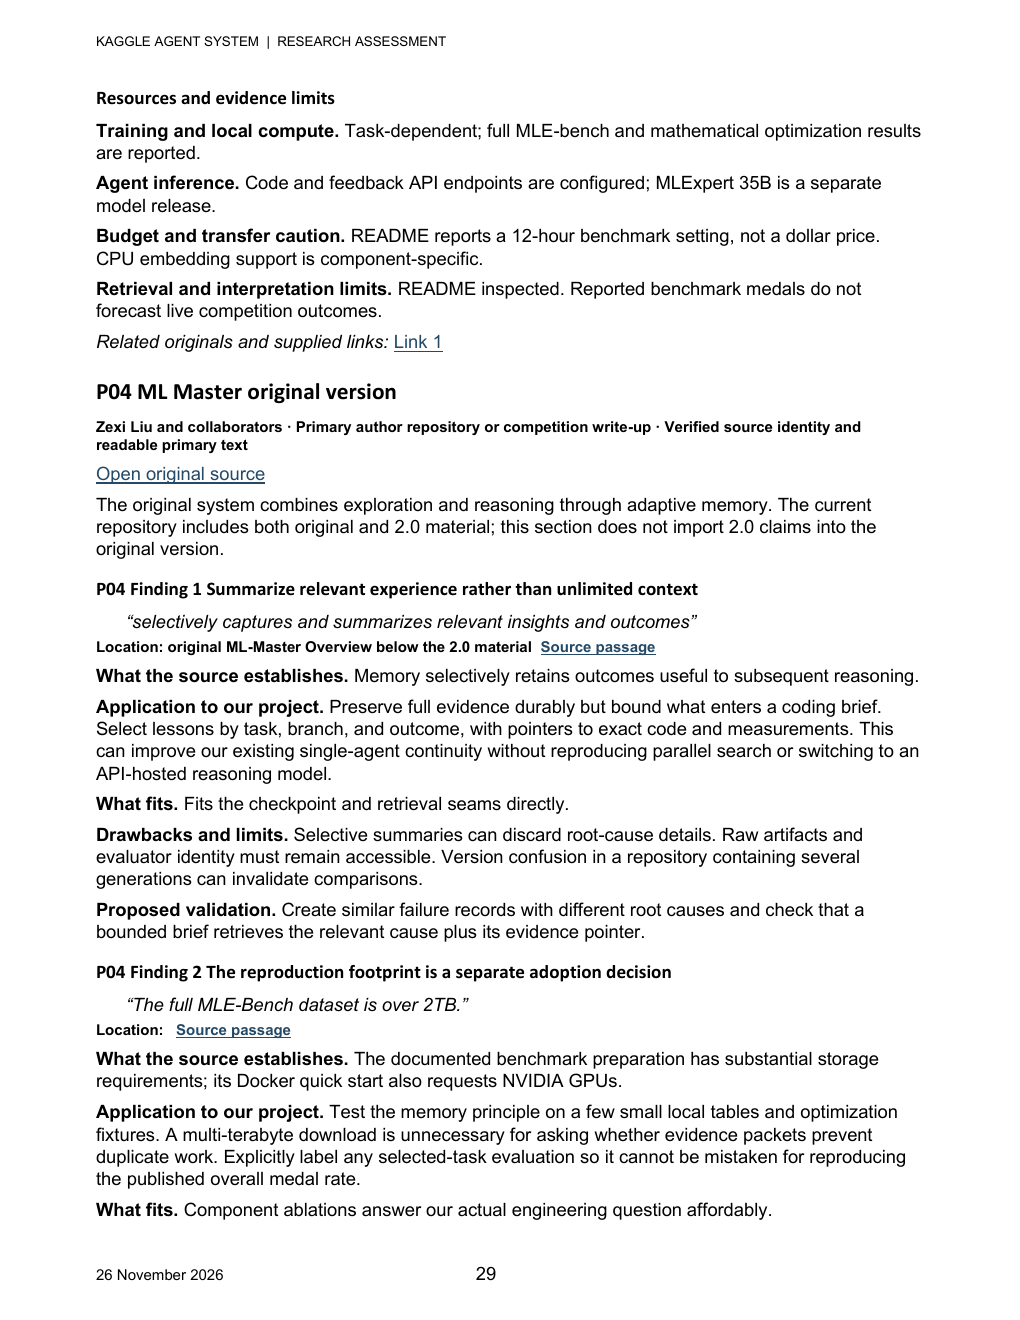 KAGGLE AGENT SYSTEM | RESEARCH ASSESSMENT
Resources and evidence limits
Training and local compute. Task-dependent; full MLE-bench and mathematical optimization results
are reported.
Agent inference. Code and feedback API endpoints are configured; MLExpert 35B is a separate
model release.
Budget and transfer caution. README reports a 12-hour benchmark setting, not a dollar price.
CPU embedding support is component-specific.
Retrieval and interpretation limits. README inspected. Reported benchmark medals do not
forecast live competition outcomes.
Related originals and supplied links: Link 1
P04 ML Master original version
Zexi Liu and collaborators · Primary author repository or competition write-up · Verified source identity and
readable primary text
Open original source
The original system combines exploration and reasoning through adaptive memory. The current
repository includes both original and 2.0 material; this section does not import 2.0 claims into the
original version.
P04 Finding 1 Summarize relevant experience rather than unlimited context
“selectively captures and summarizes relevant insights and outcomes”
Location: original ML-Master Overview below the 2.0 material Source passage
What the source establishes. Memory selectively retains outcomes useful to subsequent reasoning.
Application to our project. Preserve full evidence durably but bound what enters a coding brief.
Select lessons by task, branch, and outcome, with pointers to exact code and measurements. This
can improve our existing single-agent continuity without reproducing parallel search or switching to an
API-hosted reasoning model.
What fits. Fits the checkpoint and retrieval seams directly.
Drawbacks and limits. Selective summaries can discard root-cause details. Raw artifacts and
evaluator identity must remain accessible. Version confusion in a repository containing several
generations can invalidate comparisons.
Proposed validation. Create similar failure records with different root causes and check that a
bounded brief retrieves the relevant cause plus its evidence pointer.
P04 Finding 2 The reproduction footprint is a separate adoption decision
“The full MLE-Bench dataset is over 2TB.”
Location: Source passage
What the source establishes. The documented benchmark preparation has substantial storage
requirements; its Docker quick start also requests NVIDIA GPUs.
Application to our project. Test the memory principle on a few small local tables and optimization
fixtures. A multi-terabyte download is unnecessary for asking whether evidence packets prevent
duplicate work. Explicitly label any selected-task evaluation so it cannot be mistaken for reproducing
the published overall medal rate.
What fits. Component ablations answer our actual engineering question affordably.
26 November 2026
29